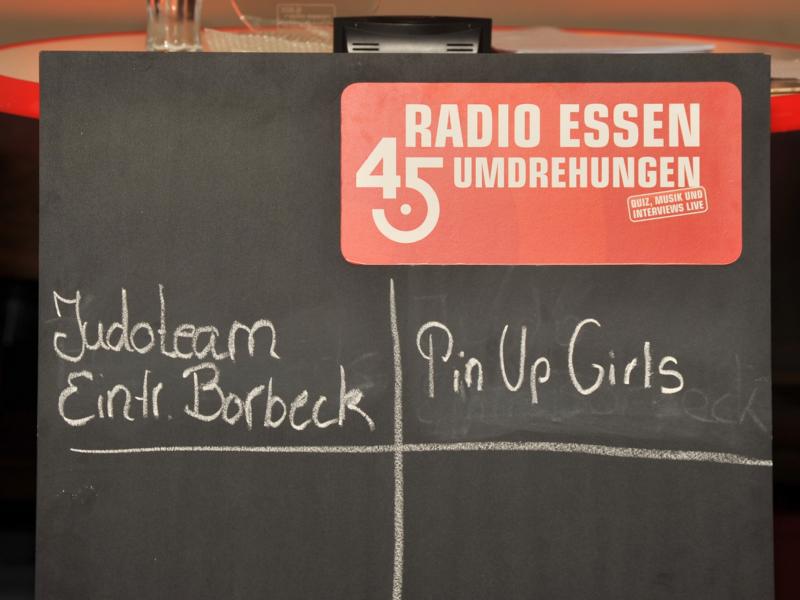 RADIO ESSEN
45 UMDREHUNGEN
QUIZ, MUSIK UND
INTERVIEWS LIVE
Judoteam
Eintr. Borbeck
Pin Up Girls